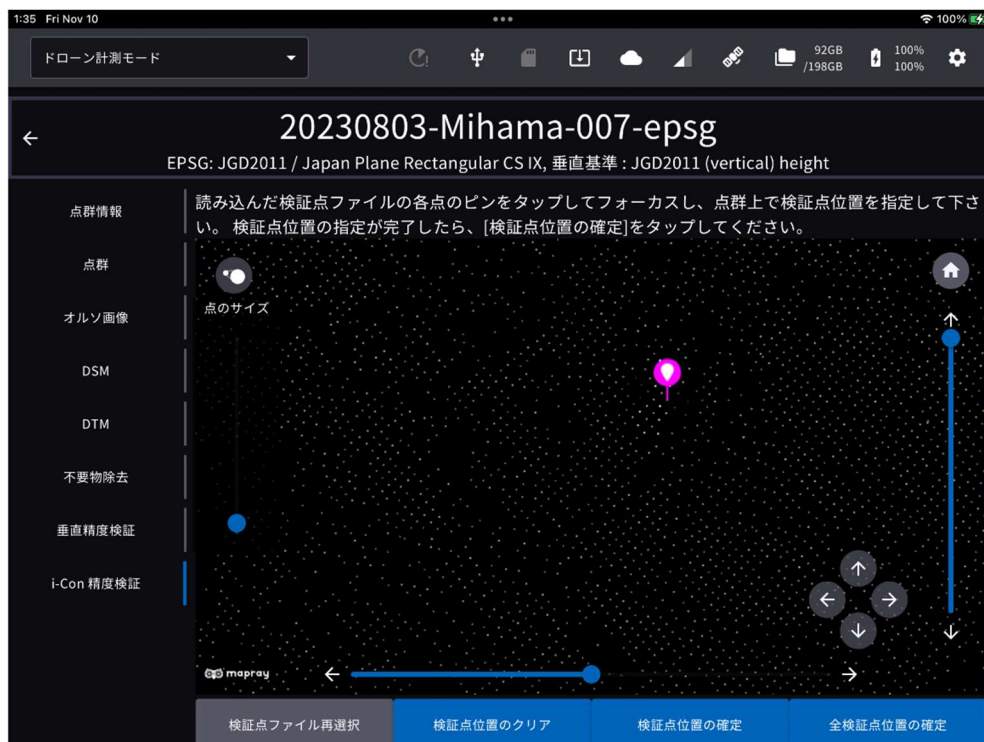 1:35 Fri Nov 10
100%
ドローン計測モード
92GB
/198GB
100%
100%
20230803-Mihama-007-epsg
EPSG: JGD2011 / Japan Plane Rectangular CS IX, 垂直基準 : JGD2011 (vertical) height
点群情報
点群
オルソ画像
DSM
DTM
不要物除去
垂直精度検証
i-Con 精度検証
読み込んだ検証点ファイルの各点のピンをタップしてフォーカスし、点群上で検証点位置を指定して下さ
い。 検証点位置の指定が完了したら、[検証点位置の確定]をタップしてください。
点のサイズ
mapray
検証点ファイル再選択
検証点位置のクリア
検証点位置の確定
全検証点位置の確定